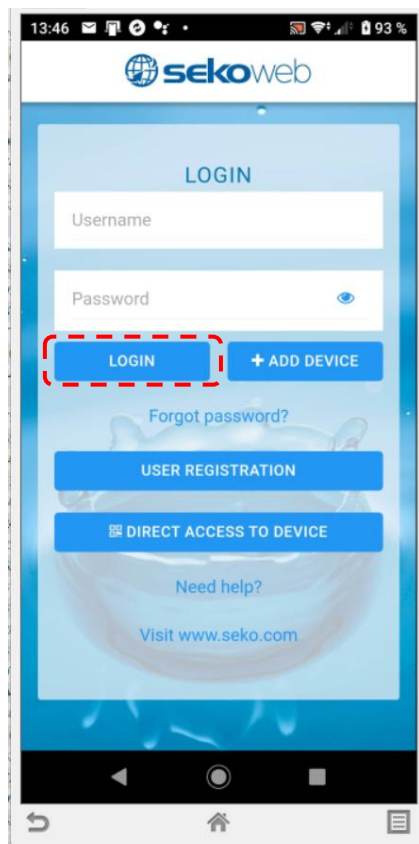 13:46 93 %
sekoweb
LOGIN
Username
Password
LOGIN + ADD DEVICE
Forgot password?
USER REGISTRATION
DIRECT ACCESS TO DEVICE
Need help?
Visit www.seko.com